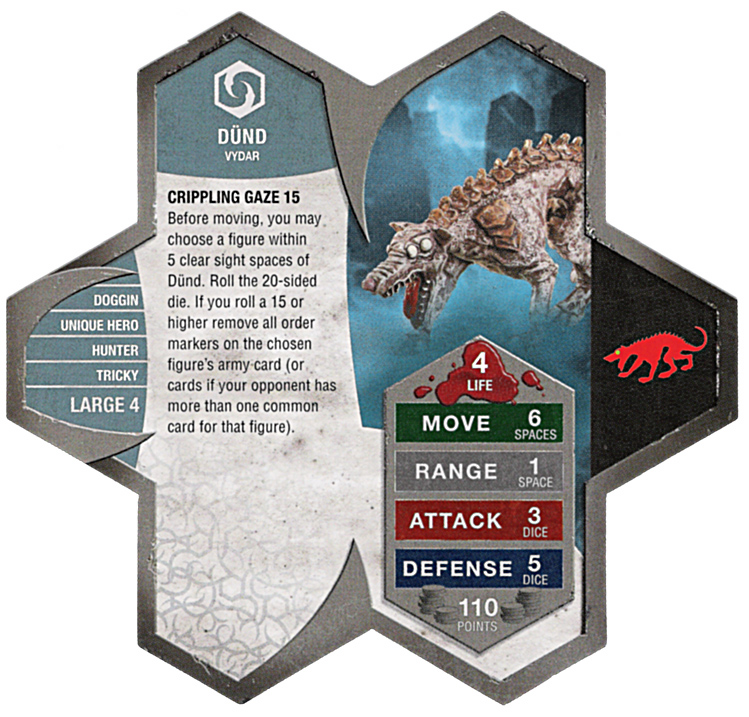 DÜND
VYDAR
CRIPPLING GAZE 15
Before moving, you may
choose a figure within
5 clear sight spaces of
Dünd. Roll the 20-sided
die. If you roll a 15 or
higher remove all order
markers on the chosen
figure's army card (or
cards if your opponent has
more than one common
card for that figure).
DOGGIN
UNIQUE HERO
HUNTER
TRICKY
LARGE 4
4
LIFE
MOVE 6
SPACES
RANGE 1
SPACE
ATTACK 3
DICE
DEFENSE 5
DICE
110
POINTS